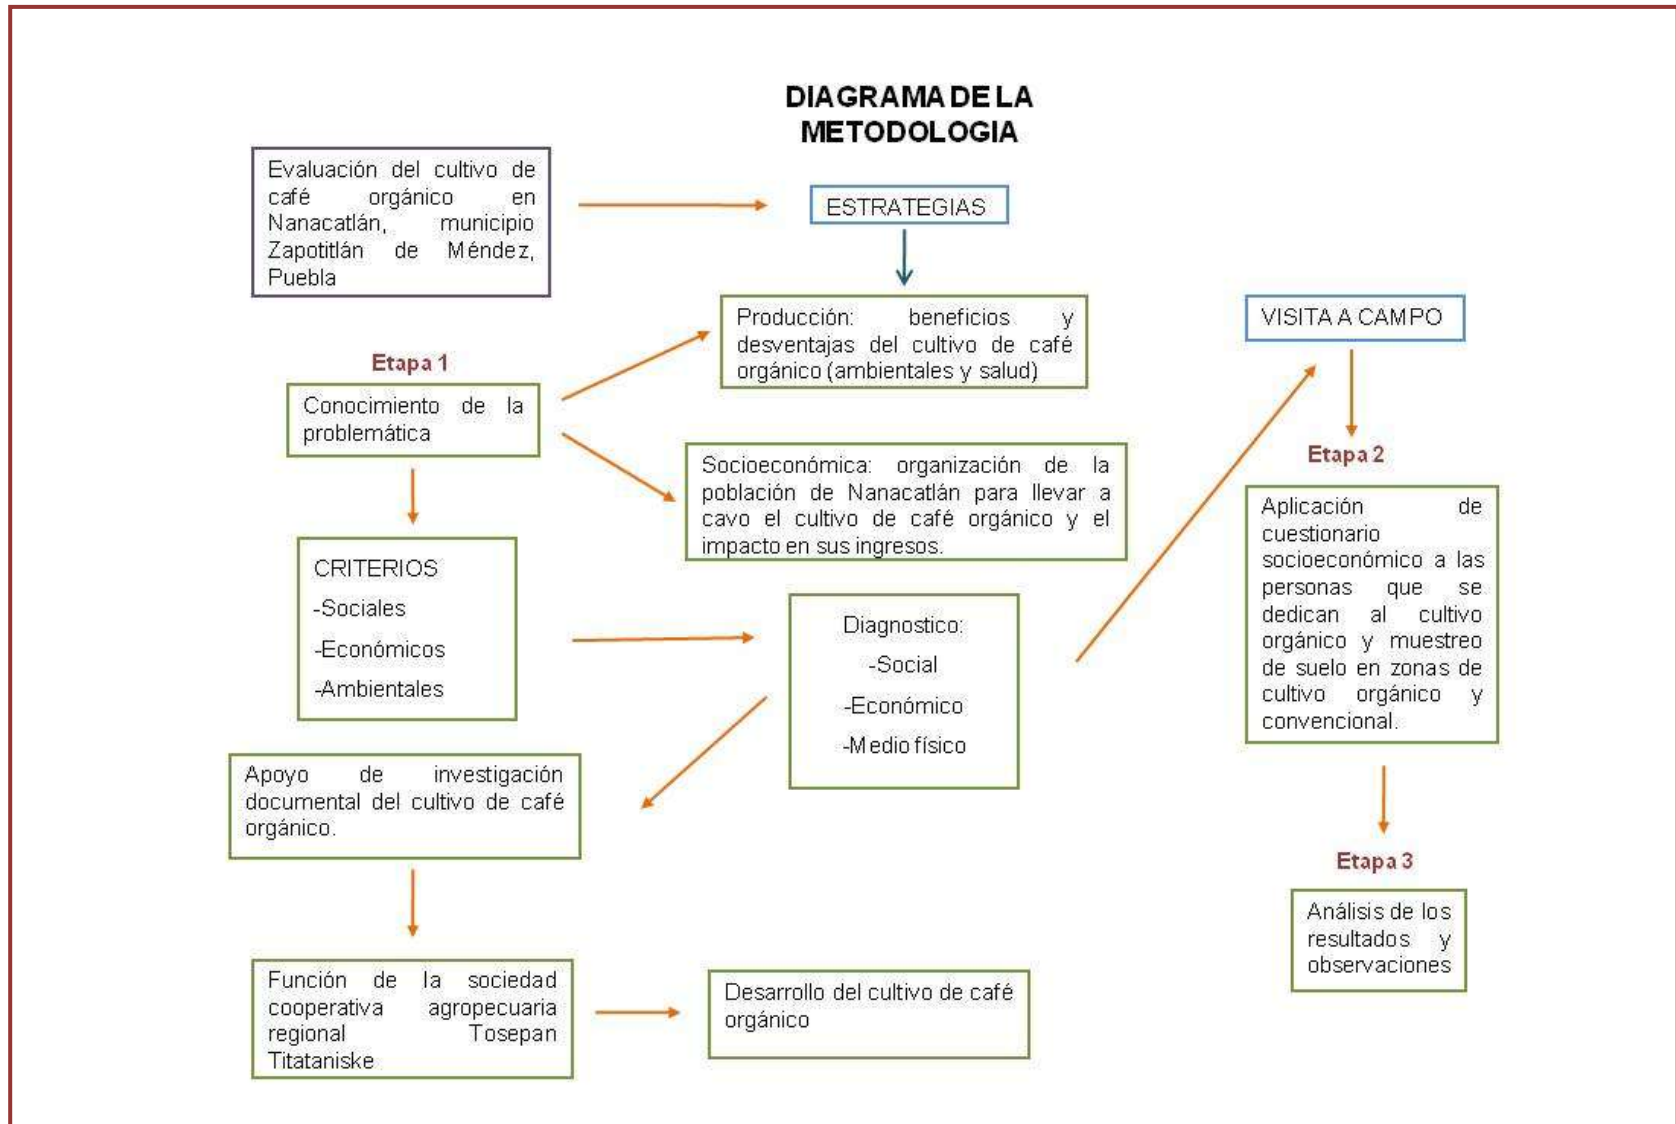 DIAGRAMA DE LA
METODOLOGIA
Evaluación del cultivo de
café orgánico en
Nanacatlán, municipio
Zapotitlán de Méndez,
Puebla
ESTRATEGIAS
Producción: beneficios y
desventajas del cultivo de café
orgánico (ambientales y salud)
VISITA A CAMPO
Etapa 1
Conocimiento de la
problemática
Socioeconómica: organización de la
población de Nanacatlán para llevar a
cavo el cultivo de café orgánico y el
impacto en sus ingresos.
Etapa 2
Aplicación de
cuestionario
socioeconómico a las
personas que se
dedican al cultivo
orgánico y muestreo
de suelo en zonas de
cultivo orgánico y
convencional.
CRITERIOS
-Sociales
-Económicos
-Ambientales
Diagnostico:
-Social
-Económico
-Medio físico
Apoyo de investigación
documental del cultivo de café
orgánico.
Etapa 3
Análisis de los
resultados y
observaciones
Función de la sociedad
cooperativa agropecuaria
regional Tosepan
Titataniske
Desarrollo del cultivo de café
orgánico